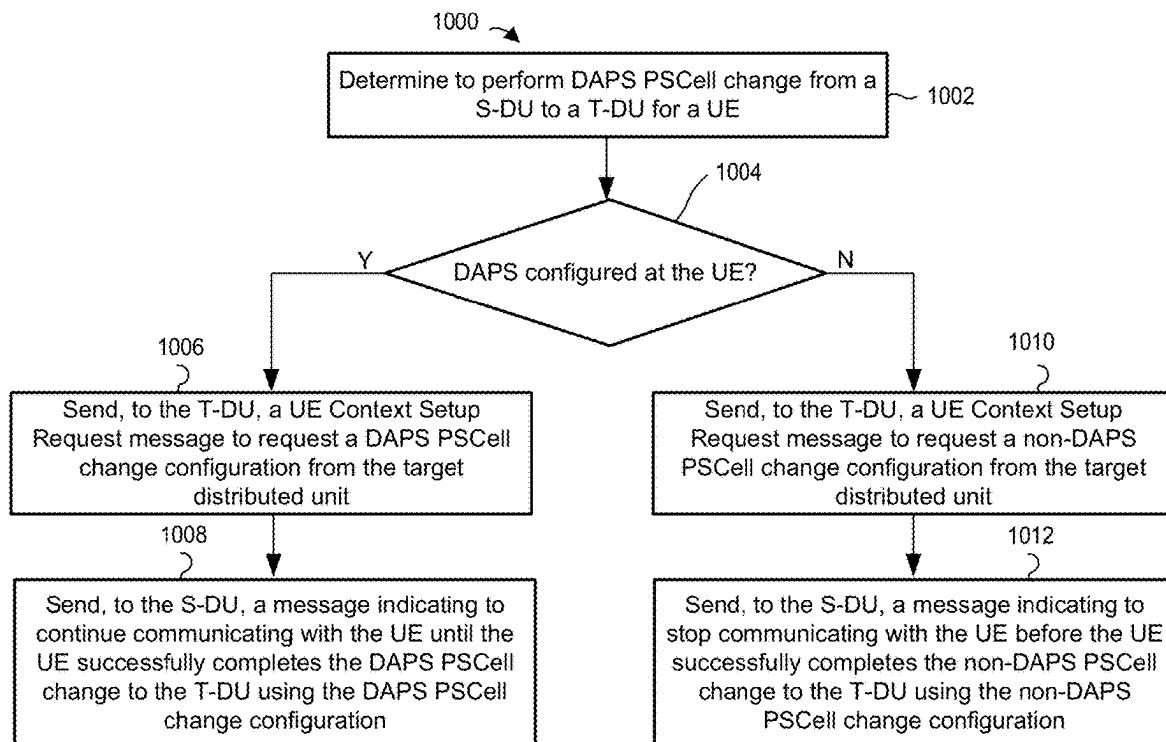 1000
Determine to perform DAPS PSCell change from a
S-DU to a T-DU for a UE
1002
1004
Y
DAPS configured at the UE?
N
1006
Send, to the T-DU, a UE Context Setup
Request message to request a DAPS PSCell
change configuration from the target
distributed unit
1008
Send, to the S-DU, a message indicating to
continue communicating with the UE until the
UE successfully completes the DAPS PSCell
change to the T-DU using the DAPS PSCell
change configuration
1010
Send, to the T-DU, a UE Context Setup
Request message to request a non-DAPS
PSCell change configuration from the target
distributed unit
1012
Send, to the S-DU, a message indicating to
stop communicating with the UE before the UE
successfully completes the non-DAPS PSCell
change to the T-DU using the non-DAPS
PSCell change configuration